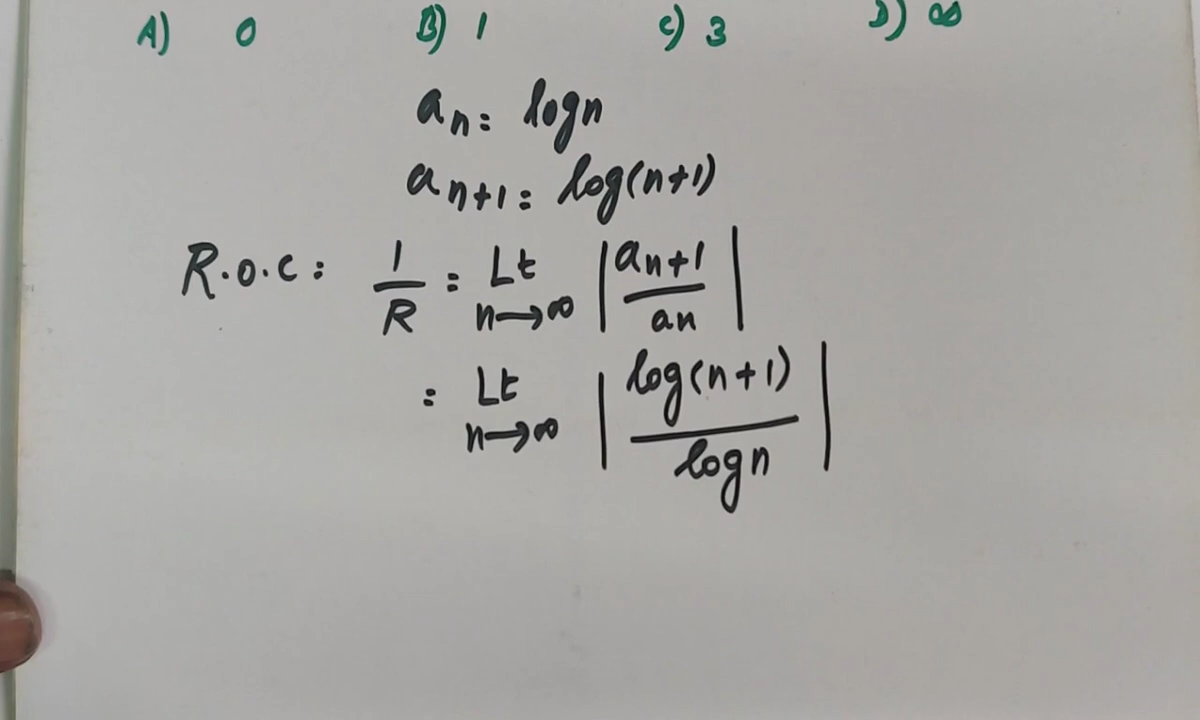 A) 0 B) 1 C) 3 D) ∞
an = logn
an+1 = log(n+1)
R.O.C: 1/R = Lt n→∞ |an+1/an|
= Lt n→∞ |log(n+1)/logn|